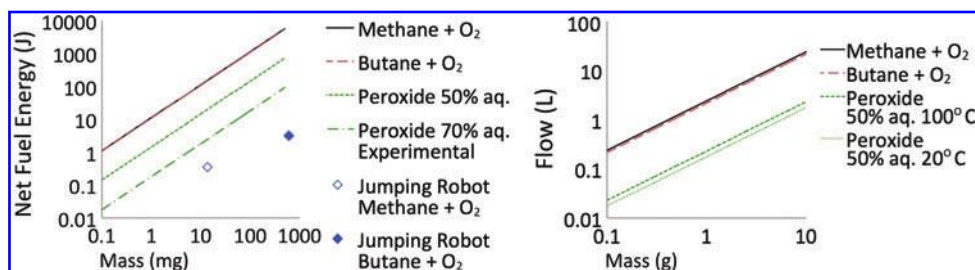 Net Fuel Energy (J)
10000
1000
100
10
1
0.1
0.01
0.1
1
10
100
1000
Mass (mg)
Methane + O₂
Butane + O₂
Peroxide 50% aq.
Peroxide 70% aq.
Experimental
Jumping Robot
Methane + O₂
Jumping Robot
Butane + O₂
Flow (L)
100
10
1
0.1
0.01
0.1
1
10
Mass (g)
Methane + O₂
Butane + O₂
Peroxide
50% aq. 100°C
Peroxide
50% aq. 20°C